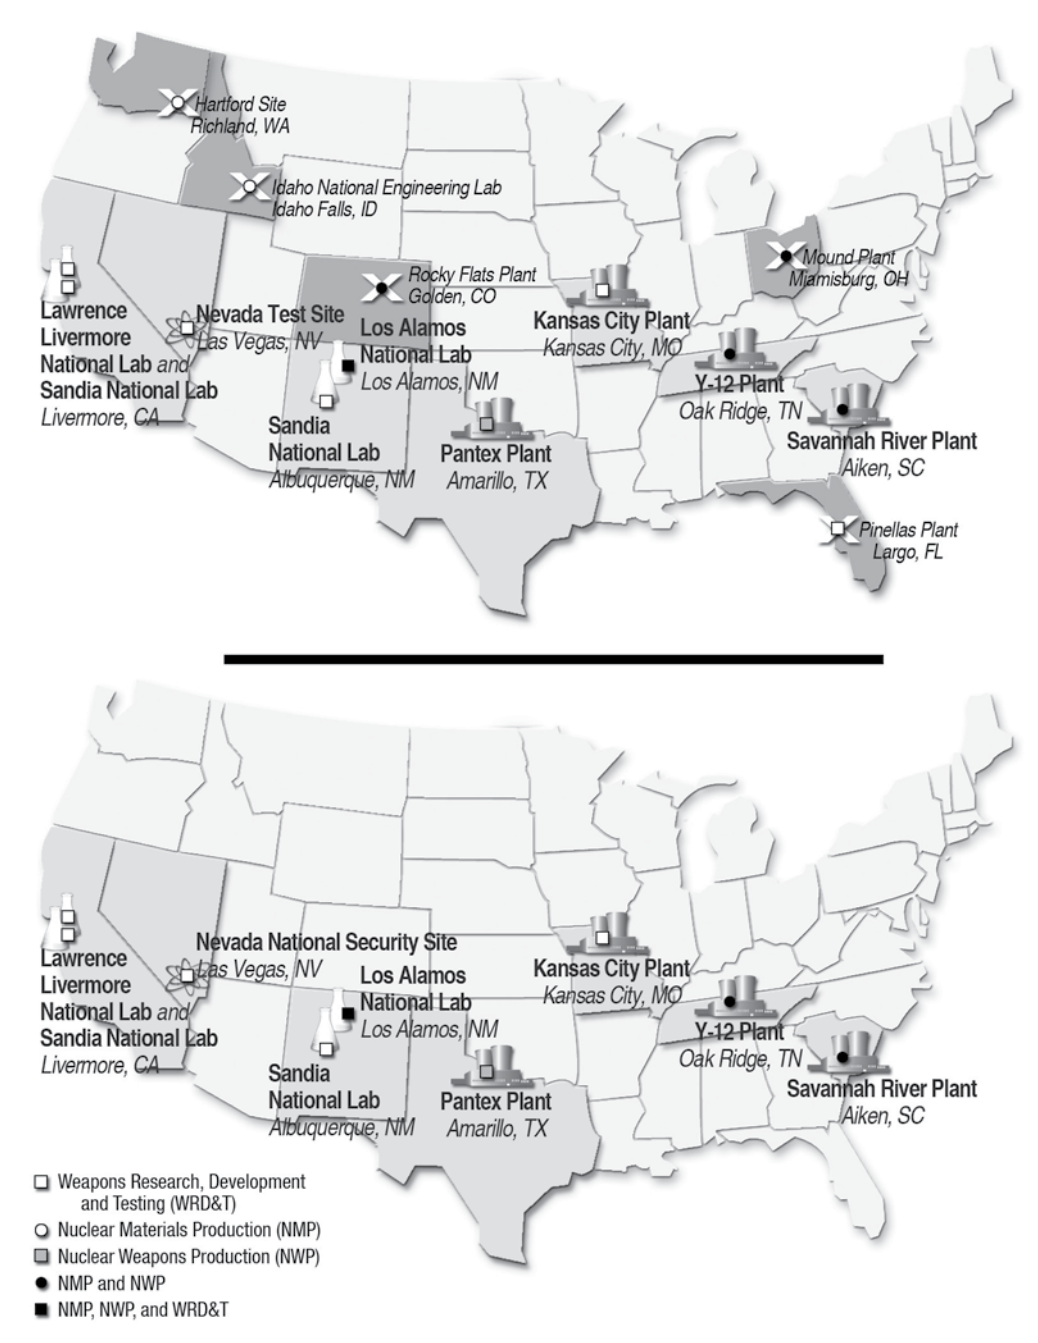 Hartford Site
Richland, WA
Idaho National Engineering Lab
Idaho Falls, ID
Mound Plant
Miamisburg, OH
Rocky Flats Plant
Golden, CO
Lawrence
Livermore
National Lab and
Sandia National Lab
Livermore, CA
Nevada Test Site
Las Vegas, NV
Los Alamos
National Lab
Los Alamos, NM
Kansas City Plant
Kansas City, MO
Y-12 Plant
Oak Ridge, TN
Sandia
National Lab
Albuquerque, NM
Pantex Plant
Amarillo, TX
Savannah River Plant
Aiken, SC
Pinellas Plant
Largo, FL
Lawrence
Livermore
National Lab and
Sandia National Lab
Livermore, CA
Nevada National Security Site
Las Vegas, NV
Los Alamos
National Lab
Los Alamos, NM
Kansas City Plant
Kansas City, MO
Y-12 Plant
Oak Ridge, TN
Sandia
National Lab
Albuquerque, NM
Pantex Plant
Amarillo, TX
Savannah River Plant
Aiken, SC
Weapons Research, Development
and Testing (WRD&T)
Nuclear Materials Production (NMP)
Nuclear Weapons Production (NWP)
NMP and NWP
NMP, NWP, and WRD&T